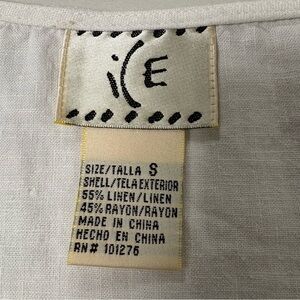 iCE
SIZE/TALLA S
SHELL/TELA EXTERIOR
55% LINEN/LINEN
45% RAYON/RAYON
MADE IN CHINA
HECHO EN CHINA
RN# 101276